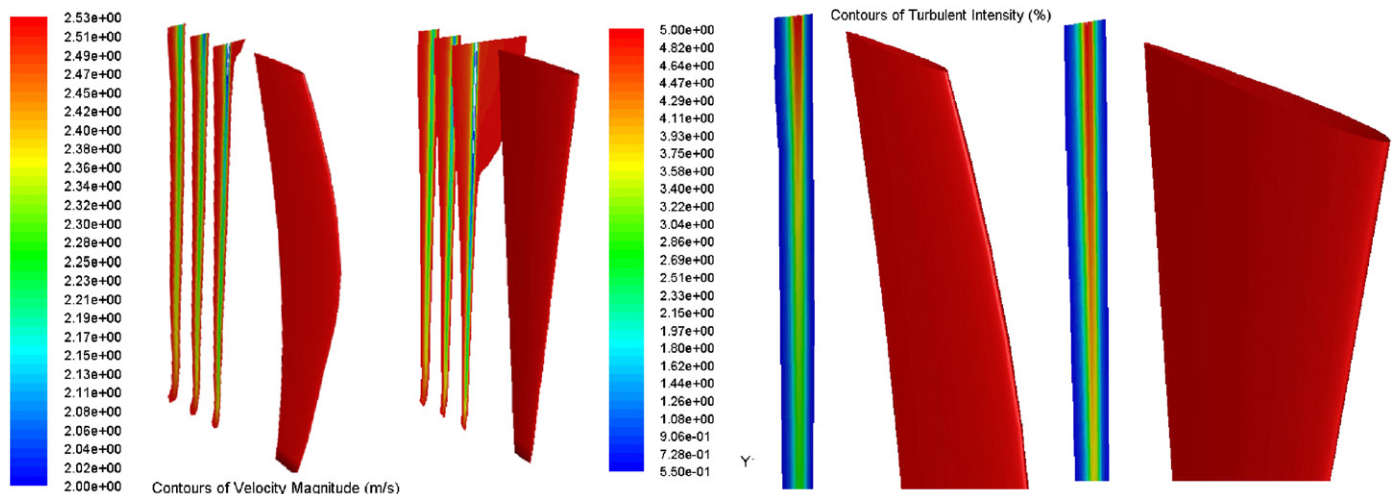 2.53e+00
2.51e+00
2.49e+00
2.47e+00
2.45e+00
2.42e+00
2.40e+00
2.38e+00
2.36e+00
2.34e+00
2.32e+00
2.30e+00
2.28e+00
2.25e+00
2.23e+00
2.21e+00
2.19e+00
2.17e+00
2.15e+00
2.13e+00
2.11e+00
2.08e+00
2.06e+00
2.04e+00
2.02e+00
2.00e+00
Contours of Velocity Magnitude (m/s)
5.00e+00
4.82e+00
4.64e+00
4.47e+00
4.29e+00
4.11e+00
3.93e+00
3.75e+00
3.58e+00
3.40e+00
3.22e+00
3.04e+00
2.86e+00
2.69e+00
2.51e+00
2.33e+00
2.15e+00
1.97e+00
1.80e+00
1.62e+00
1.44e+00
1.26e+00
1.08e+00
9.06e-01
7.28e-01
5.50e-01
Contours of Turbulent Intensity (%)
Y